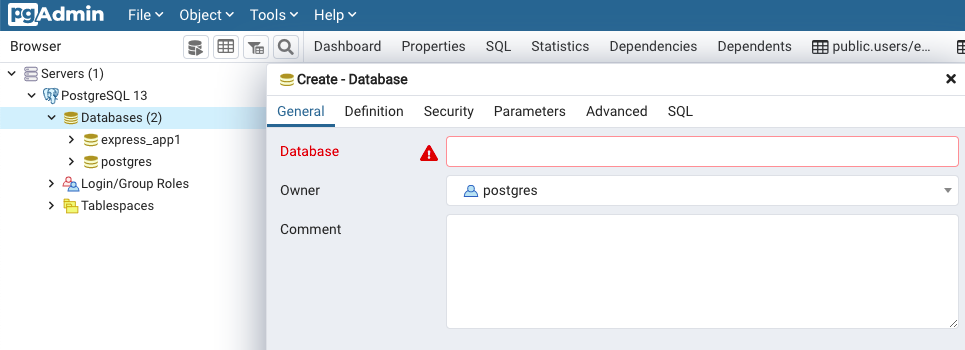 pgAdmin File Object Tools Help
Browser Dashboard Properties SQL Statistics Dependencies Dependents public.users/e...
Servers (1)
PostgreSQL 13
Databases (2)
express_app1
postgres
Login/Group Roles
Tablespaces
Create - Database
General Definition Security Parameters Advanced SQL
Database
Owner postgres
Comment